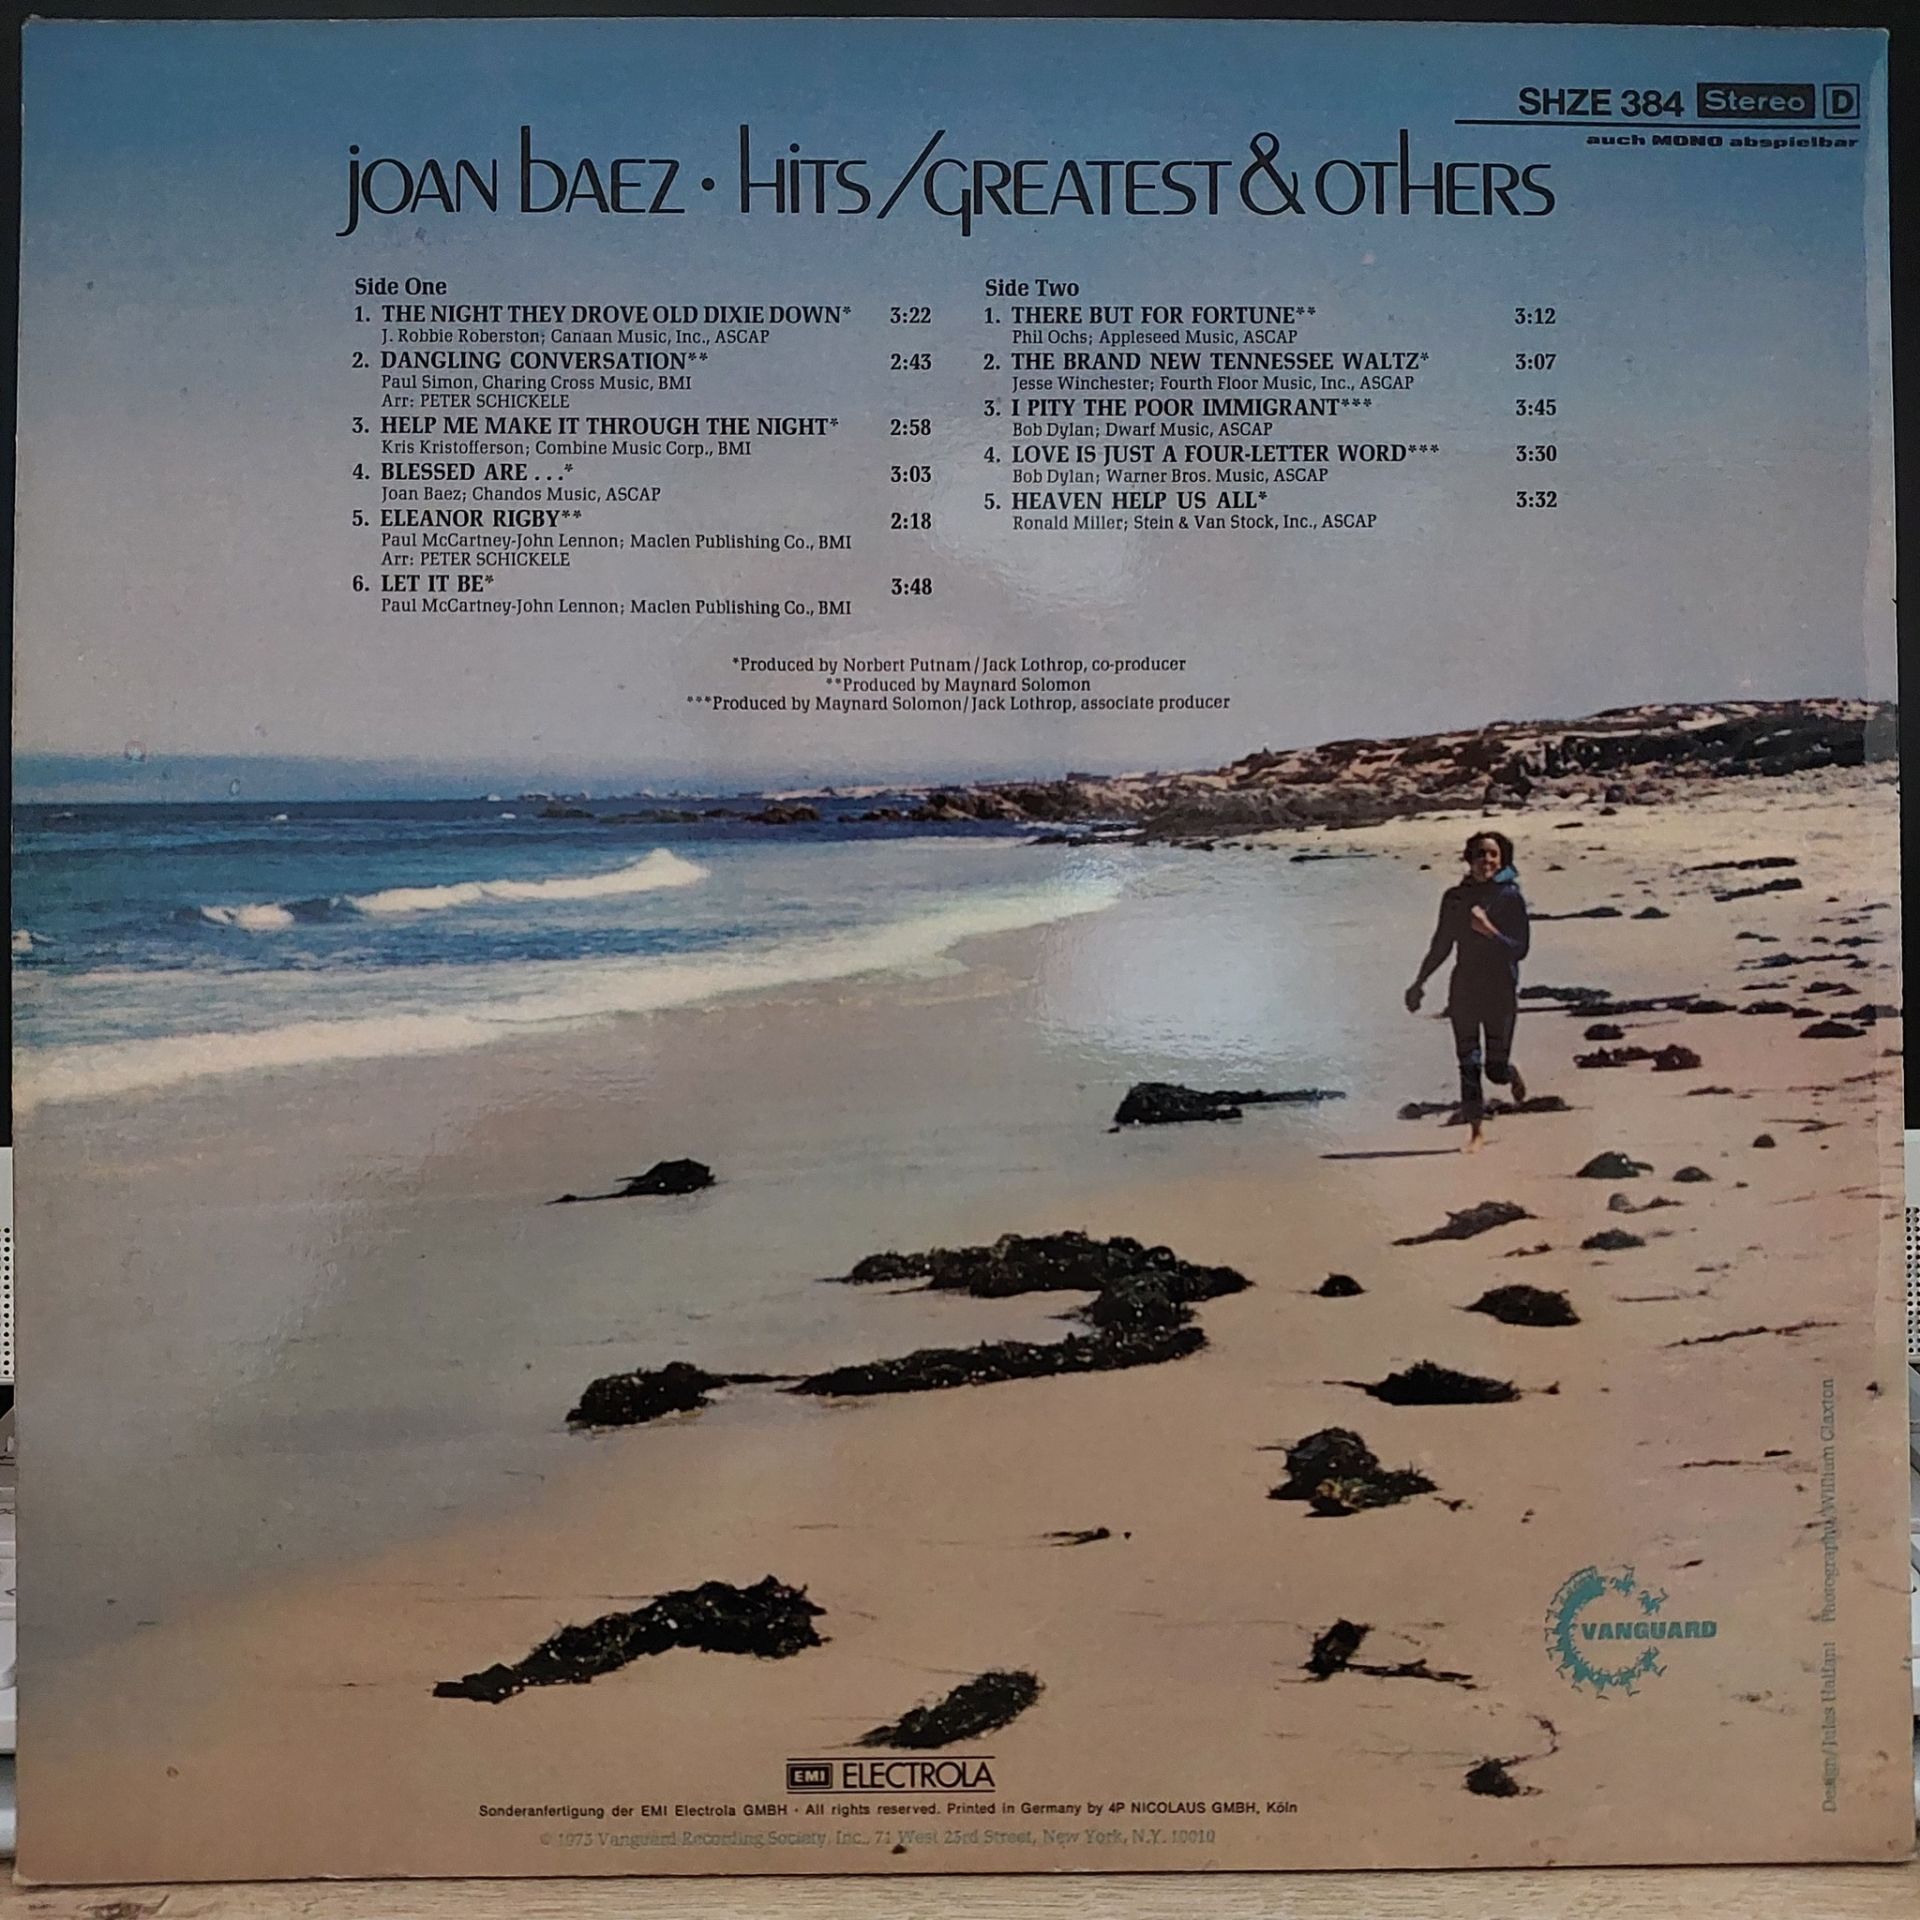 SHZE 384 Stereo D
auch MONO abspielbar
JOAN BAEZ • HITS/GREATEST & OTHERS
Side One
1. THE NIGHT THEY DROVE OLD DIXIE DOWN* 3:22
J. Robbie Roberston; Canaan Music, Inc., ASCAP
2. DANGLING CONVERSATION** 2:43
Paul Simon, Charing Cross Music, BMI
Arr: PETER SCHICKELE
3. HELP ME MAKE IT THROUGH THE NIGHT* 2:58
Kris Kristofferson; Combine Music Corp., BMI
4. BLESSED ARE . . .* 3:03
Joan Baez; Chandos Music, ASCAP
5. ELEANOR RIGBY** 2:18
Paul McCartney-John Lennon; Maclen Publishing Co., BMI
Arr: PETER SCHICKELE
6. LET IT BE* 3:48
Paul McCartney-John Lennon; Maclen Publishing Co., BMI
Side Two
1. THERE BUT FOR FORTUNE** 3:12
Phil Ochs; Appleseed Music, ASCAP
2. THE BRAND NEW TENNESSEE WALTZ* 3:07
Jesse Winchester; Fourth Floor Music, Inc., ASCAP
3. I PITY THE POOR IMMIGRANT*** 3:45
Bob Dylan; Dwarf Music, ASCAP
4. LOVE IS JUST A FOUR-LETTER WORD*** 3:30
Bob Dylan; Warner Bros. Music, ASCAP
5. HEAVEN HELP US ALL* 3:32
Ronald Miller; Stein & Van Stock, Inc., ASCAP
*Produced by Norbert Putnam/Jack Lothrop, co-producer
**Produced by Maynard Solomon
***Produced by Maynard Solomon/Jack Lothrop, associate producer
Design/Jules Halfant Photography/William Claxton
VANGUARD
EMI ELECTROLA
Sonderanfertigung der EMI Electrola GMBH · All rights reserved. Printed in Germany by 4P NICOLAUS GMBH, Köln
© 1973 Vanguard Recording Society, Inc., 71 West 23rd Street, New York, N.Y. 10010